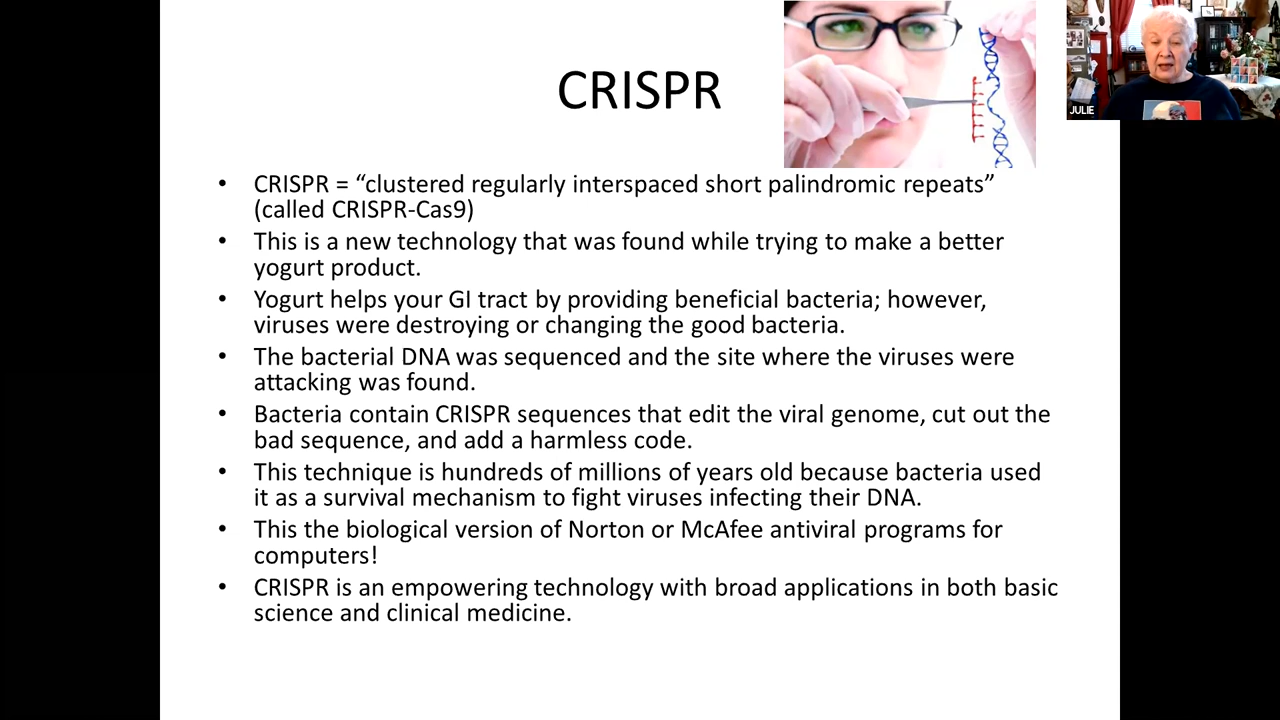 CRISPR
JULIE
• CRISPR = “clustered regularly interspaced short palindromic repeats”
(called CRISPR-Cas9)
• This is a new technology that was found while trying to make a better
yogurt product.
• Yogurt helps your GI tract by providing beneficial bacteria; however,
viruses were destroying or changing the good bacteria.
• The bacterial DNA was sequenced and the site where the viruses were
attacking was found.
• Bacteria contain CRISPR sequences that edit the viral genome, cut out the
bad sequence, and add a harmless code.
• This technique is hundreds of millions of years old because bacteria used
it as a survival mechanism to fight viruses infecting their DNA.
• This the biological version of Norton or McAfee antiviral programs for
computers!
• CRISPR is an empowering technology with broad applications in both basic
science and clinical medicine.